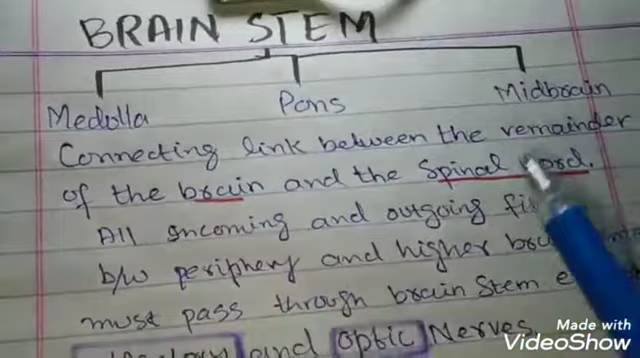 BRAIN STEM
Medolla Pons Midbrain
Connecting link between the remainder
of the brain and the Spinal cord.
All incoming and outgoing
b/w periphery and higher
must pass through brain stem
and Optic Nerves.
Made with
VideoShow